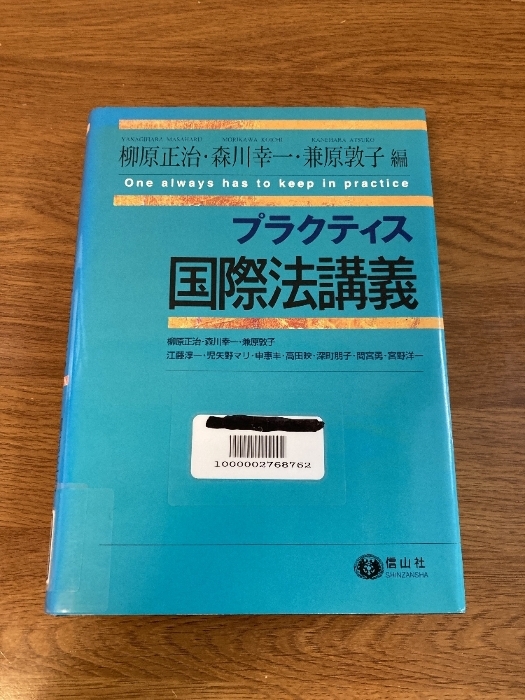 YANAGIHARA MASAHARU MORIKAWA KOICHI KANEHARA ATSUKO
柳原正治・森川幸一・兼原敦子 編
One always has to keep in practice
プラクティス
国際法講義
柳原正治・森川幸一・兼原敦子
江藤淳一・児矢野マリ・申惠丰・高田映・深町朋子・間宮勇・宮野洋一
1000002768762
信山社
SHINZANSHA